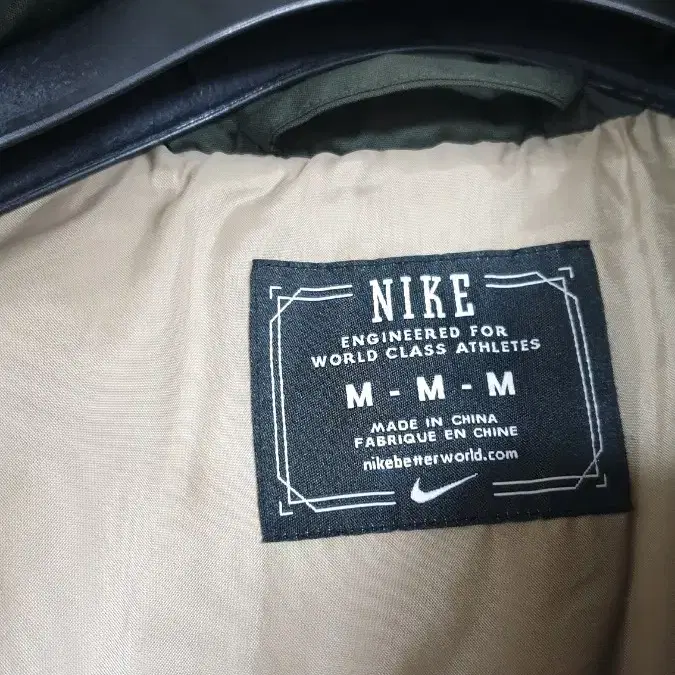 NIKE
ENGINEERED FOR
WORLD CLASS ATHLETES
M - M - M
MADE IN CHINA
FABRIQUE EN CHINE
nikebetterworld.com